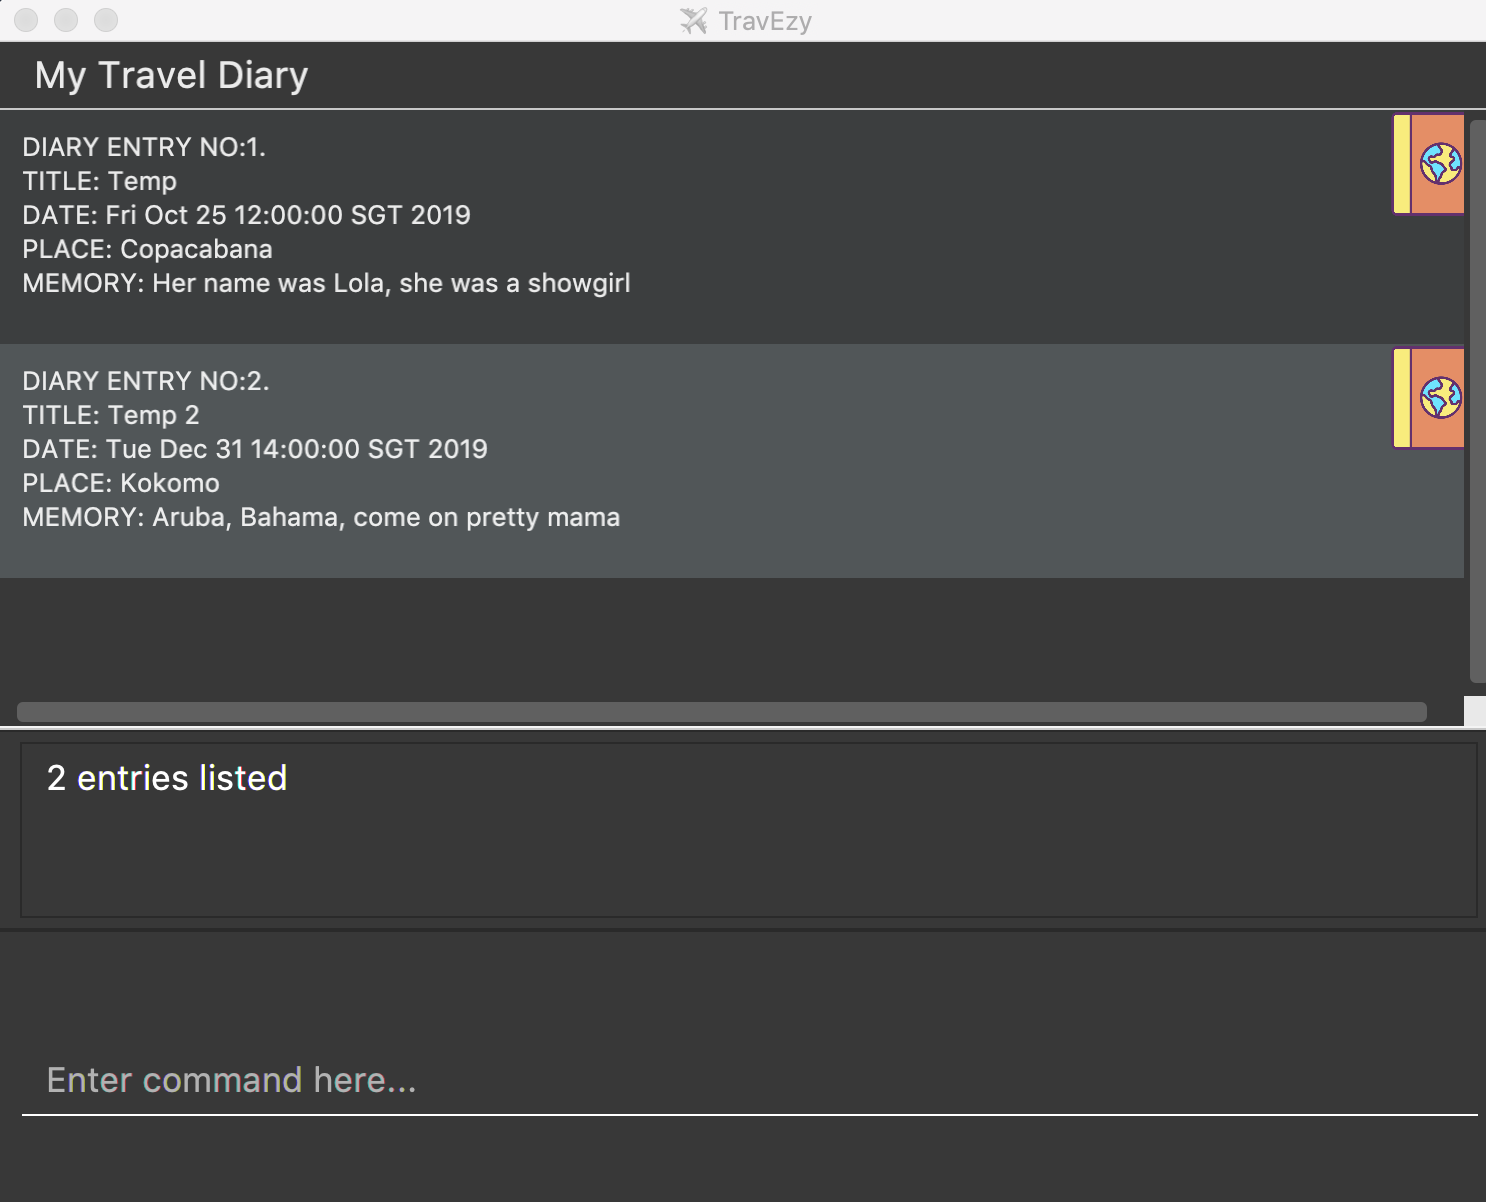 TravEzy
My Travel Diary
DIARY ENTRY NO:1.
TITLE: Temp
DATE: Fri Oct 25 12:00:00 SGT 2019
PLACE: Copacabana
MEMORY: Her name was Lola, she was a showgirl
DIARY ENTRY NO:2.
TITLE: Temp 2
DATE: Tue Dec 31 14:00:00 SGT 2019
PLACE: Kokomo
MEMORY: Aruba, Bahama, come on pretty mama
2 entries listed
Enter command here...